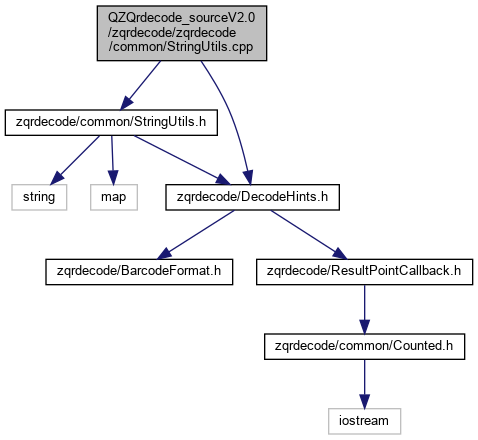 QZQrdecode_sourceV2.0
/zqrdecode/zqrdecode
/common/StringUtils.cpp
zqrdecode/common/StringUtils.h
string
map
zqrdecode/DecodeHints.h
zqrdecode/BarcodeFormat.h
zqrdecode/ResultPointCallback.h
zqrdecode/common/Counted.h
iostream